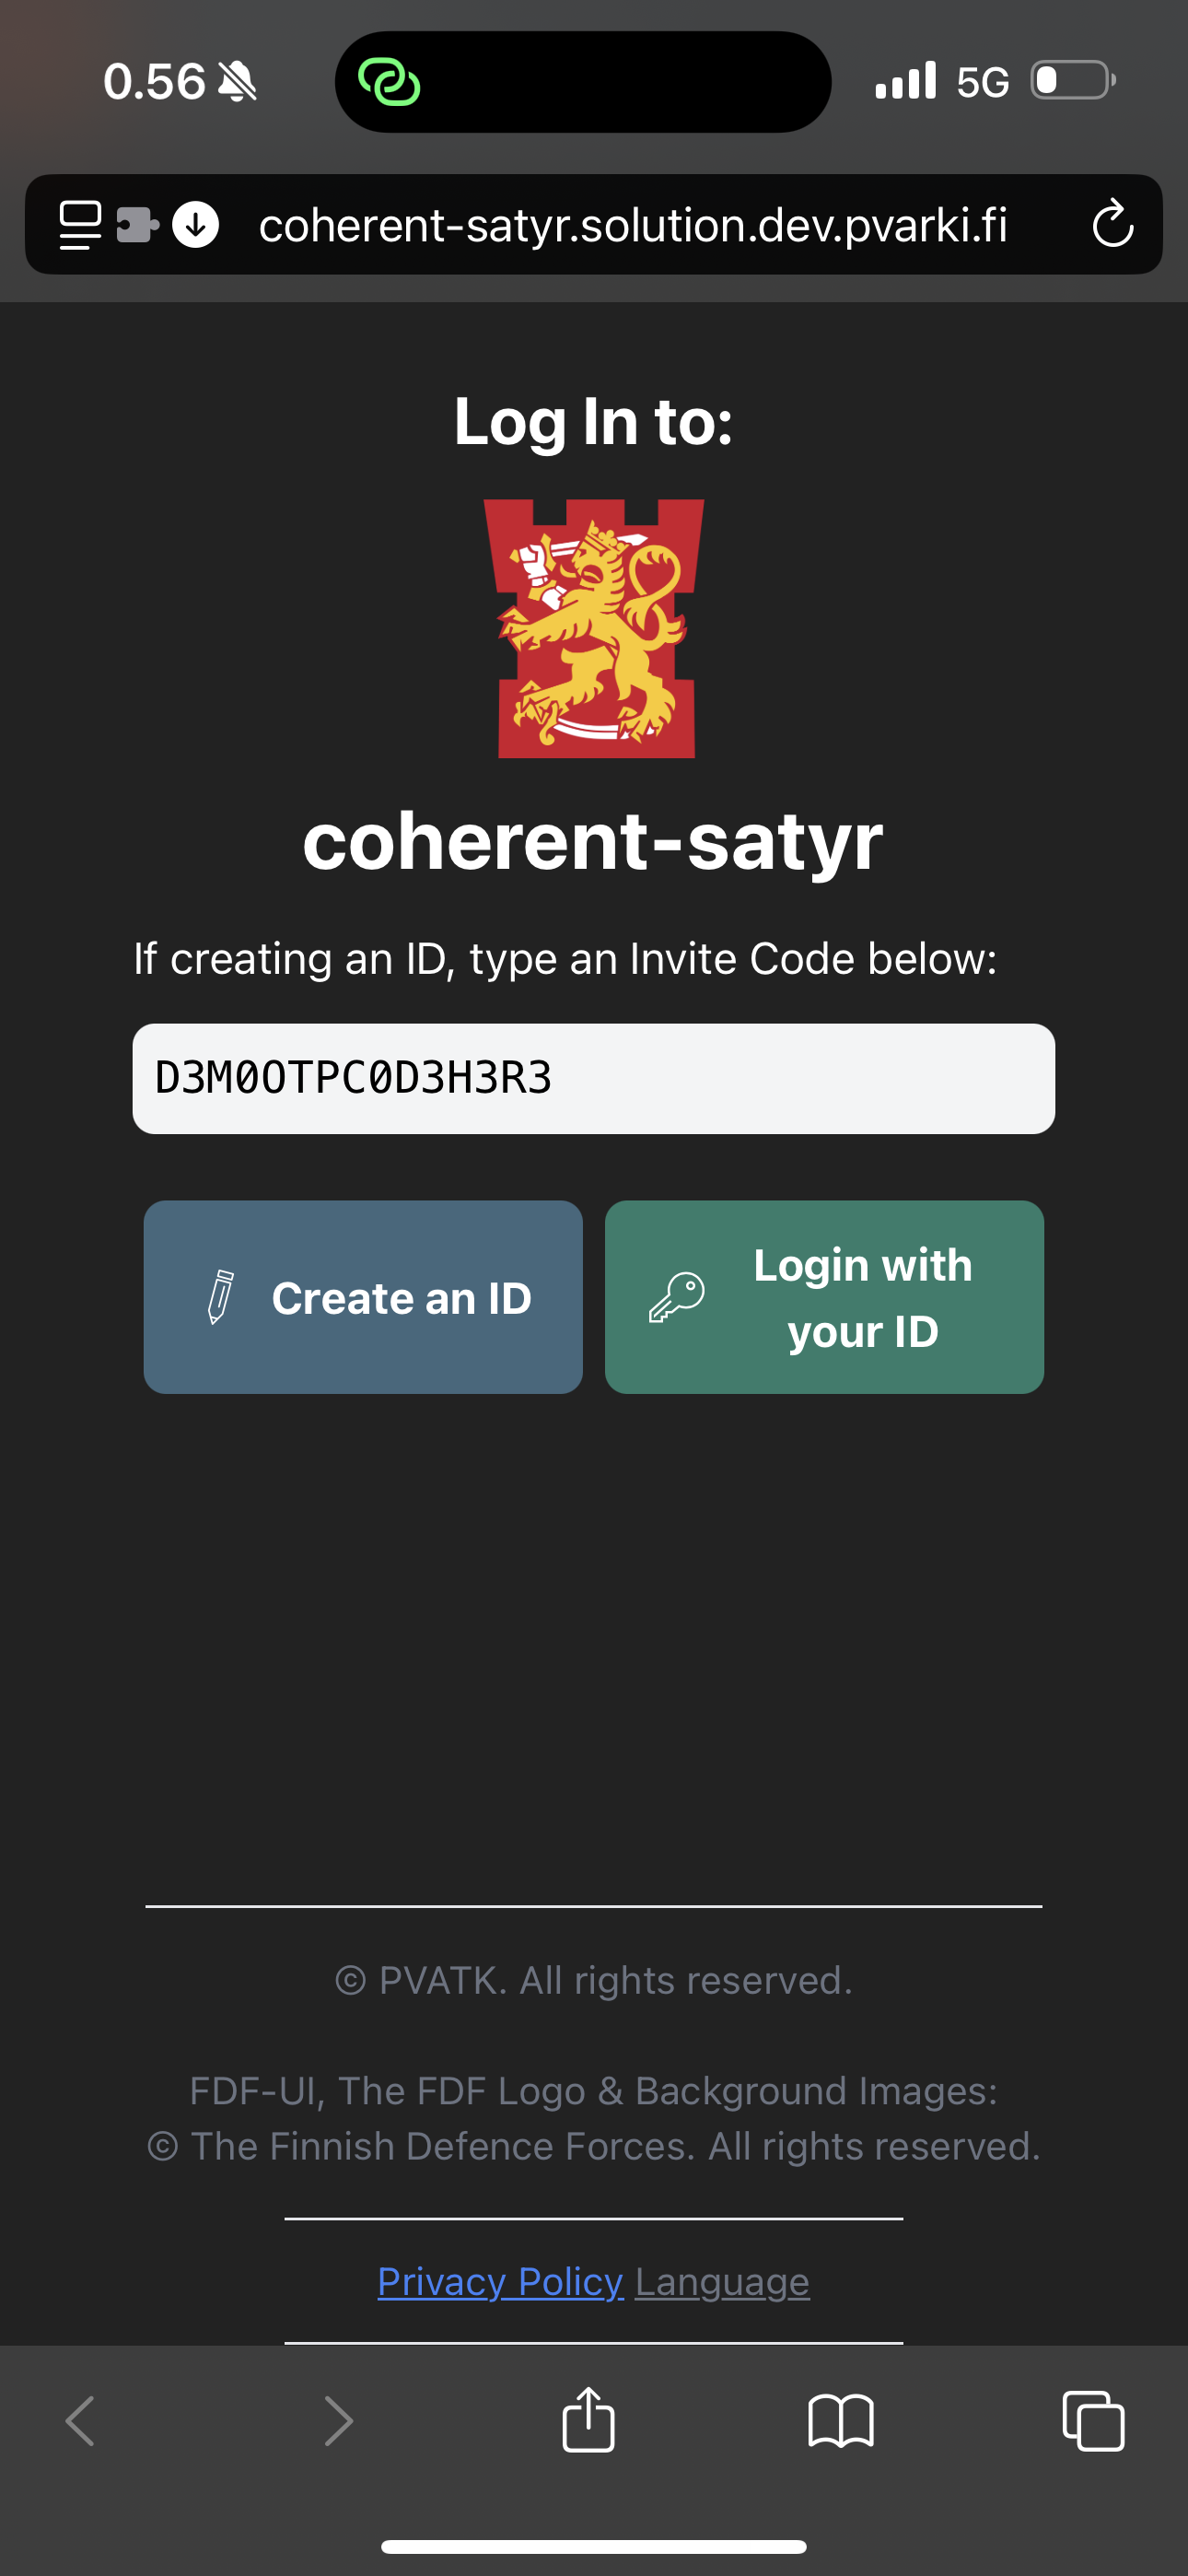 0.56
5G
coherent-satyr.solution.dev.pvarki.fi
Log In to:
coherent-satyr
If creating an ID, type an Invite Code below:
D3M0OTPC0D3H3R3
Create an ID
Login with
your ID
© PVATK. All rights reserved.
FDF-UI, The FDF Logo & Background Images:
© The Finnish Defence Forces. All rights reserved.
Privacy Policy Language